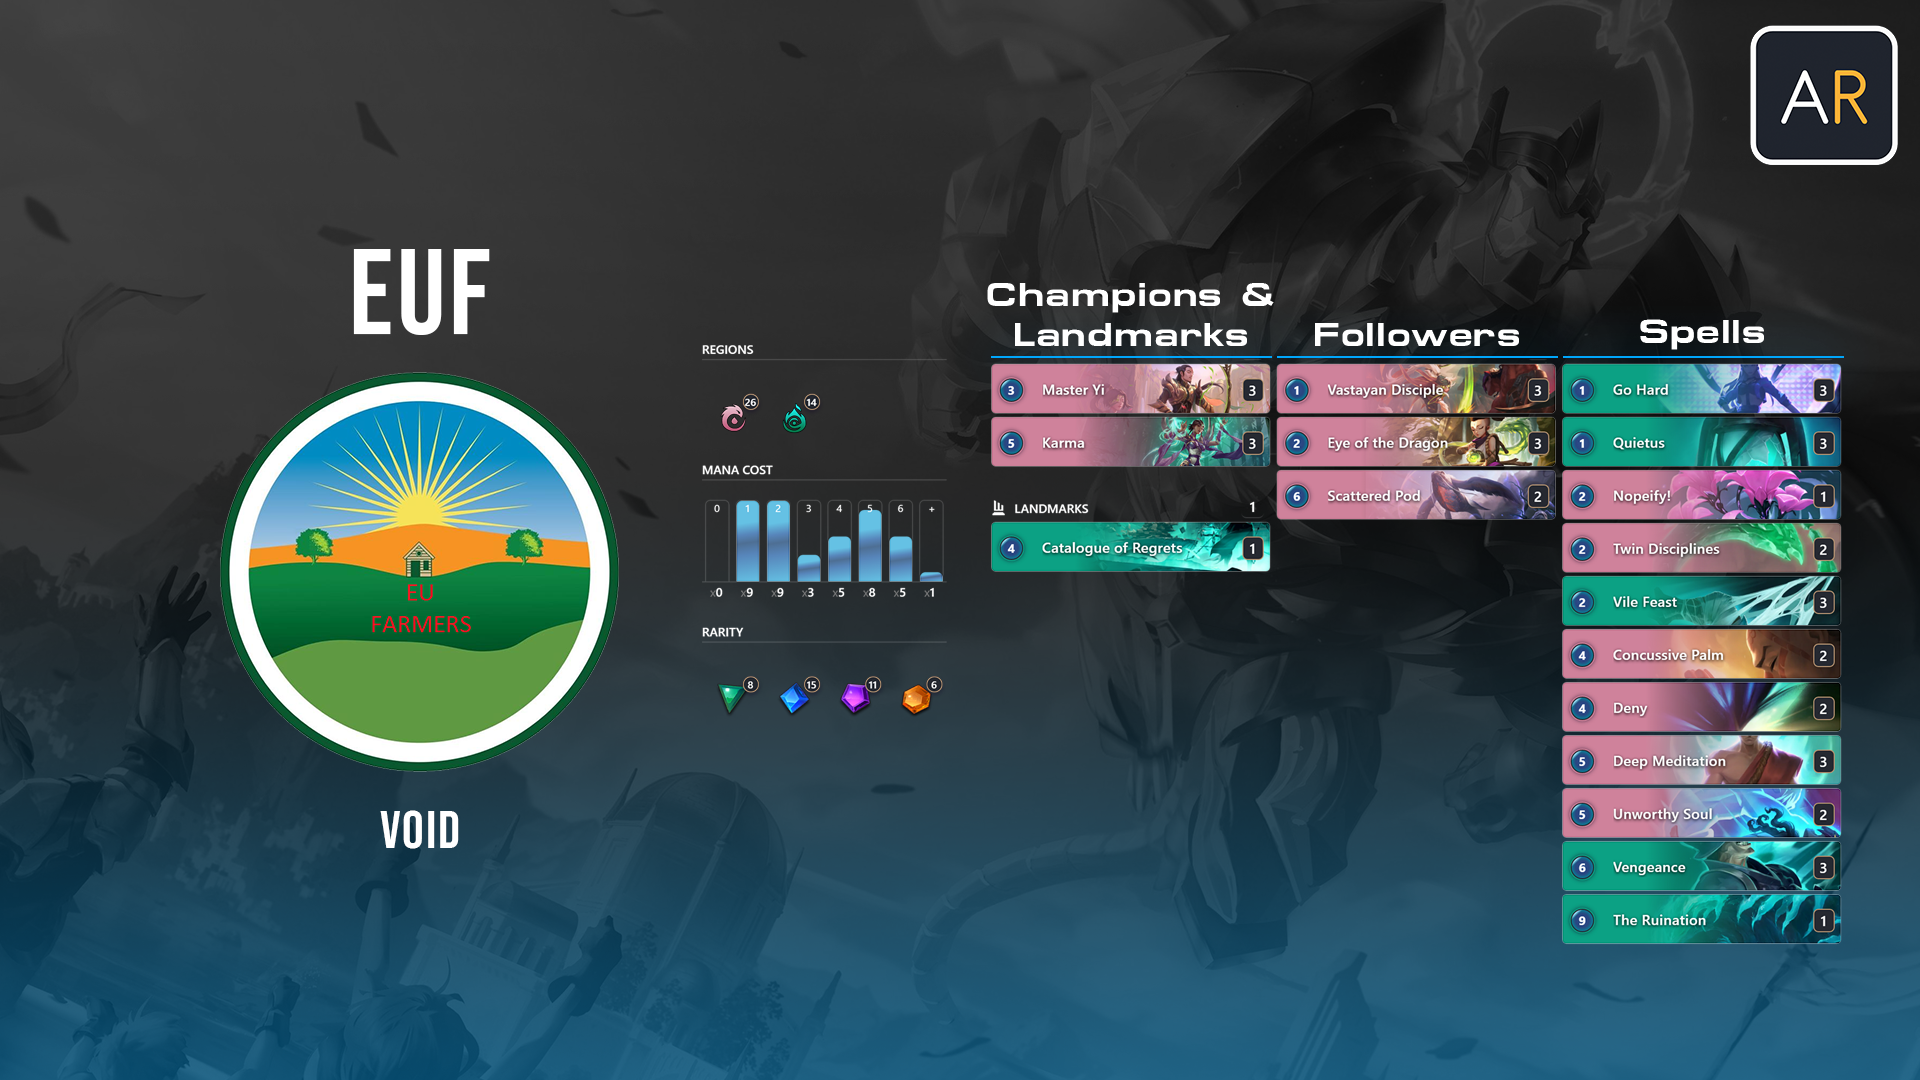 AR
EUF
EU
FARMERS
VOID
REGIONS
26 14
MANA COST
0 1 2 3 4 5 6 +
x0 x9 x9 x3 x5 x8 x5 x1
RARITY
8 15 11 6
Champions &
Landmarks
3 Master Yi 3
5 Karma 3
LANDMARKS 1
4 Catalogue of Regrets 1
Followers
1 Vastayan Disciple 3
2 Eye of the Dragon 3
6 Scattered Pod 2
Spells
1 Go Hard 3
1 Quietus 3
2 Nopeify! 1
2 Twin Disciplines 2
2 Vile Feast 3
4 Concussive Palm 2
4 Deny 2
5 Deep Meditation 3
5 Unworthy Soul 2
6 Vengeance 3
9 The Ruination 1